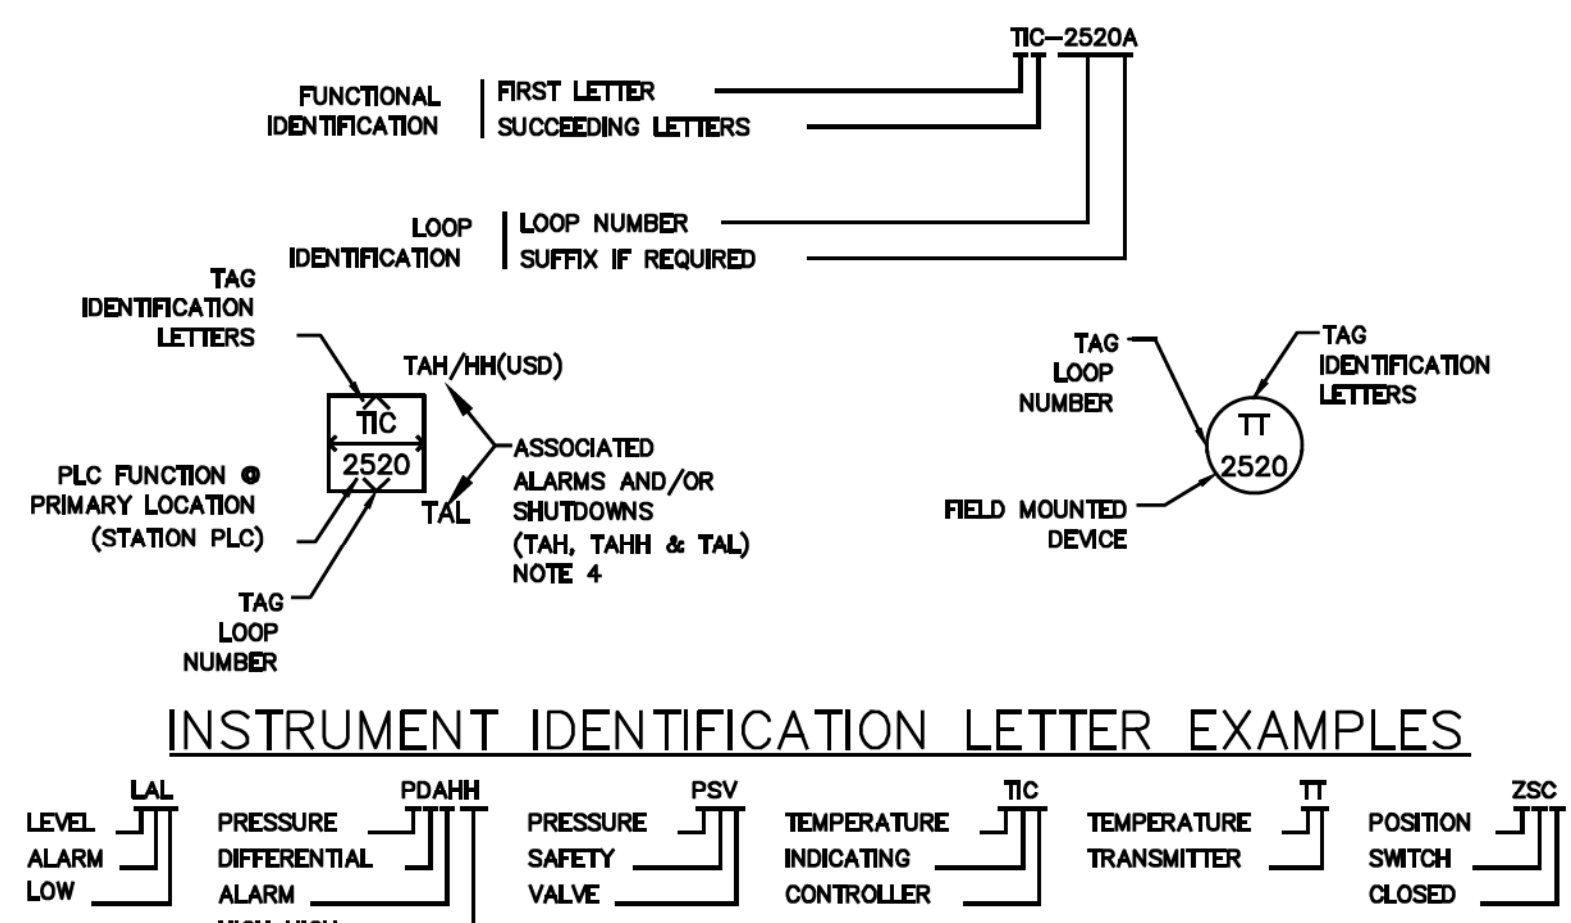 TIC-2520A
FUNCTIONAL
IDENTIFICATION
FIRST LETTER
SUCCEEDING LETTERS
LOOP
IDENTIFICATION
LOOP NUMBER
SUFFIX IF REQUIRED
TAG
IDENTIFICATION
LETTERS
TAH/HH(USD)
TIC
2520
PLC FUNCTION @
PRIMARY LOCATION
(STATION PLC)
TAL
ASSOCIATED
ALARMS AND/OR
SHUTDOWNS
(TAH, TAHH & TAL)
NOTE 4
TAG
LOOP
NUMBER
TAG
LOOP
NUMBER
TAG
IDENTIFICATION
LETTERS
TT
2520
FIELD MOUNTED
DEVICE
INSTRUMENT IDENTIFICATION LETTER EXAMPLES
LAL
LEVEL
ALARM
LOW
PDAHH
PRESSURE
DIFFERENTIAL
ALARM
HIGH-HIGH
PSV
PRESSURE
SAFETY
VALVE
TIC
TEMPERATURE
INDICATING
CONTROLLER
TT
TEMPERATURE
TRANSMITTER
ZSC
POSITION
SWITCH
CLOSED